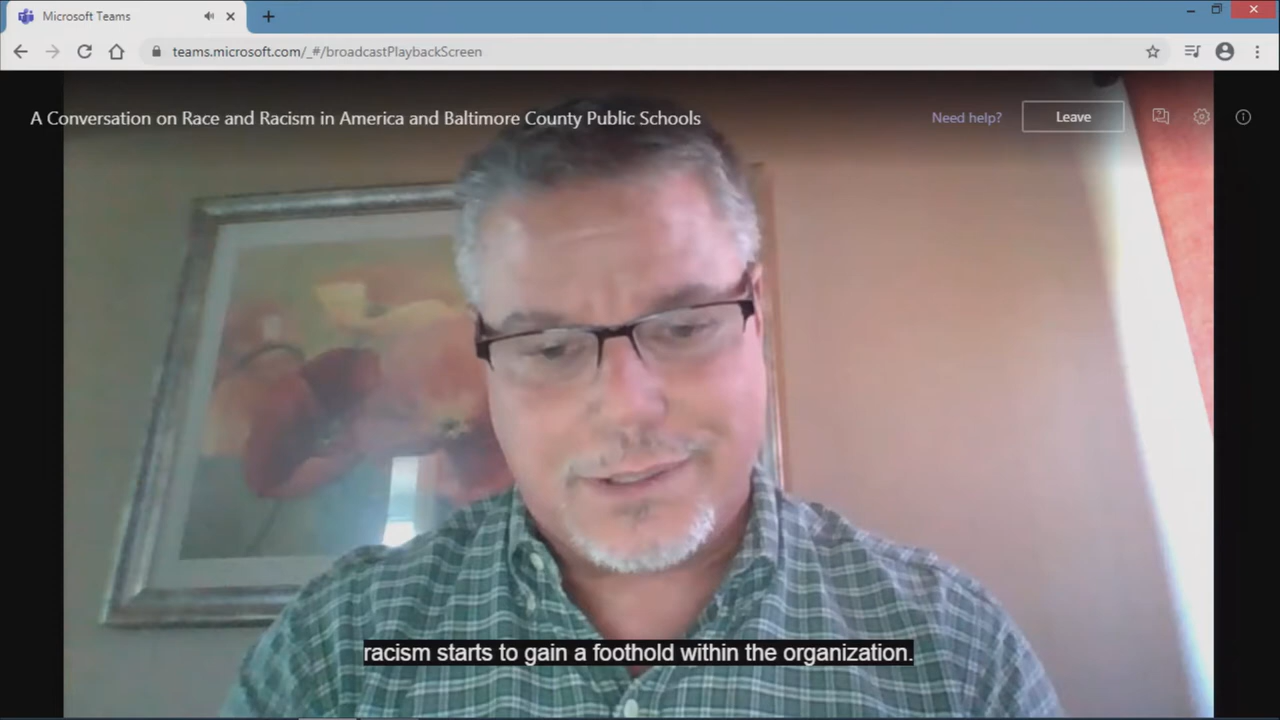 Microsoft Teams
teams.microsoft.com/_#/broadcastPlaybackScreen
A Conversation on Race and Racism in America and Baltimore County Public Schools
Need help?
Leave
racism starts to gain a foothold within the organization.